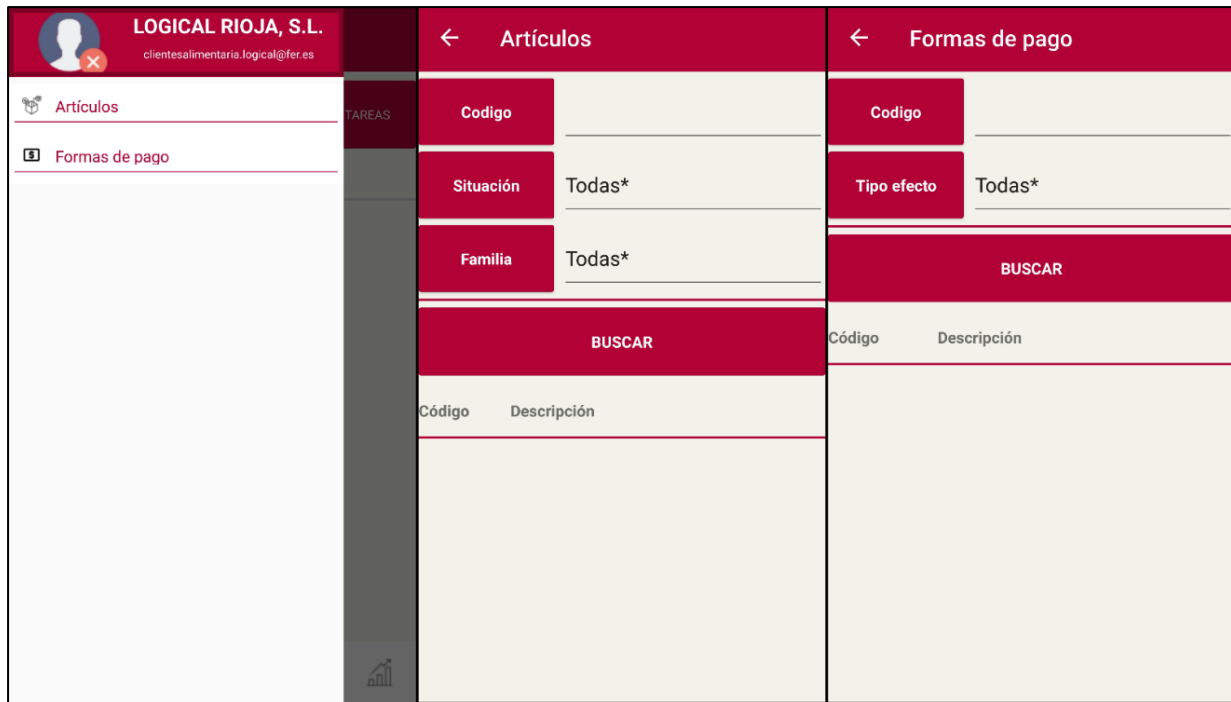 LOGICAL RIOJA, S.L.
clientesalimentaria.logical@fer.es
Artículos
Formas de pago
TAREAS
Artículos
Codigo
Situación Todas*
Familia Todas*
BUSCAR
Código Descripción
Formas de pago
Codigo
Tipo efecto Todas*
BUSCAR
Código Descripción